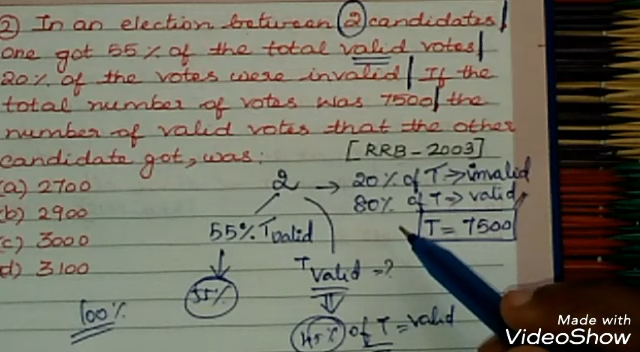 ② In an election between 2 candidates,
one got 55% of the total valid votes,
20% of the votes were invalid. If the
total number of votes was 7500, the
number of valid votes that the other
candidate got, was:
[RRB-2003]
(a) 2700
(b) 2900
(c) 3000
(d) 3100
2 → 20% of T → invalid
80% of T → valid
T = 7500
55% Tvalid
55%
Tvalid = ?
45% of T = valid
100%
Made with
VideoShow